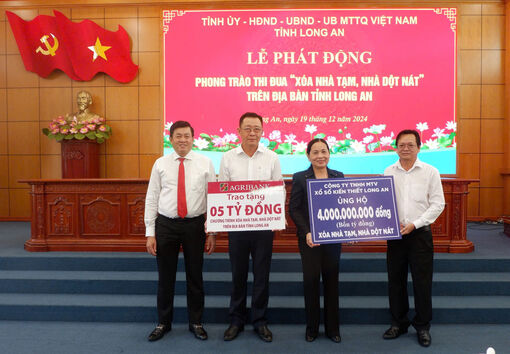 TỈNH ỦY - HĐND - UBND - UB MTTQ VIỆT NAM
TỈNH LONG AN
LỄ PHÁT ĐỘNG
PHONG TRÀO THI ĐUA "XÓA NHÀ TẠM, NHÀ DỘT NÁT"
TRÊN ĐỊA BÀN TỈNH LONG AN
Long An, ngày 19 tháng 12 năm 2024
AGRIBANK
Trao tặng
05 TỶ ĐỒNG
CHƯƠNG TRÌNH XÓA NHÀ TẠM, NHÀ DỘT NÁT
TRÊN ĐỊA BÀN TỈNH LONG AN
CÔNG TY TNHH MTV
XỔ SỐ KIẾN THIẾT LONG AN
ỦNG HỘ
4.000.000.000 đồng
(Bốn tỷ đồng)
XÓA NHÀ TẠM, NHÀ DỘT NÁT